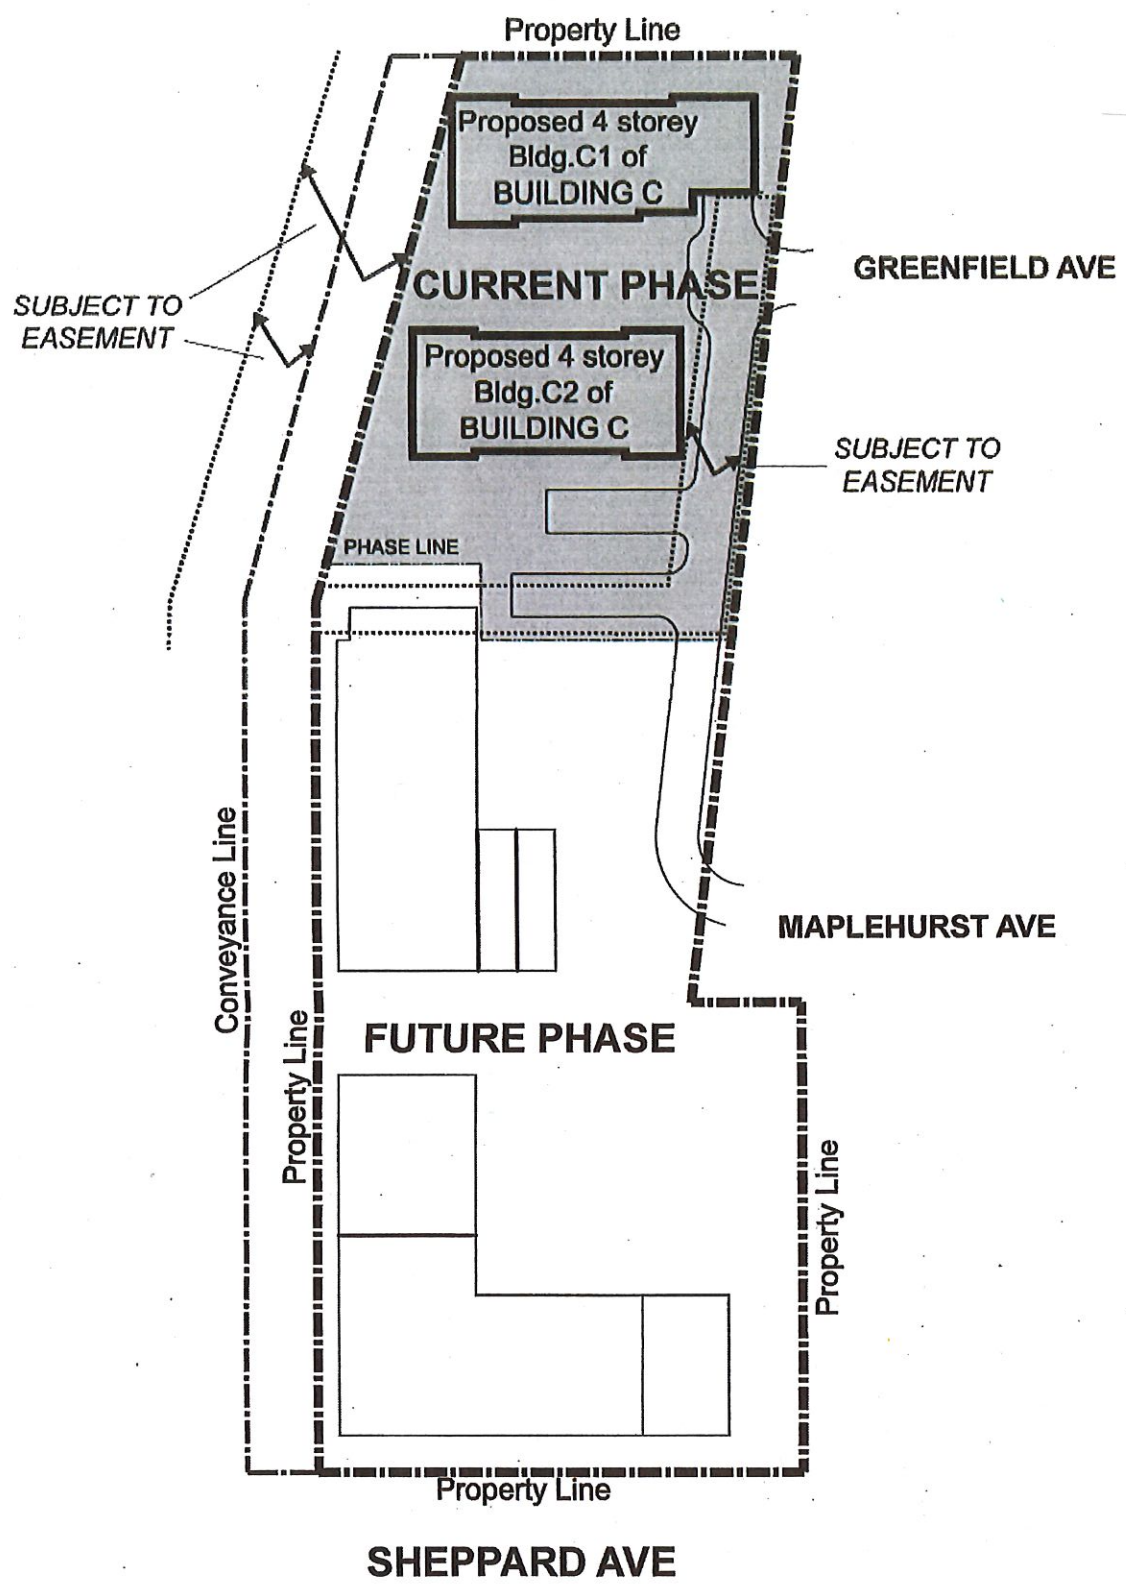 Property Line
Proposed 4 storey
Bldg.C1 of
BUILDING C
GREENFIELD AVE
CURRENT PHASE
SUBJECT TO
EASEMENT
Proposed 4 storey
Bldg.C2 of
BUILDING C
SUBJECT TO
EASEMENT
PHASE LINE
Conveyance Line
MAPLEHURST AVE
Property Line
FUTURE PHASE
Property Line
Property Line
SHEPPARD AVE